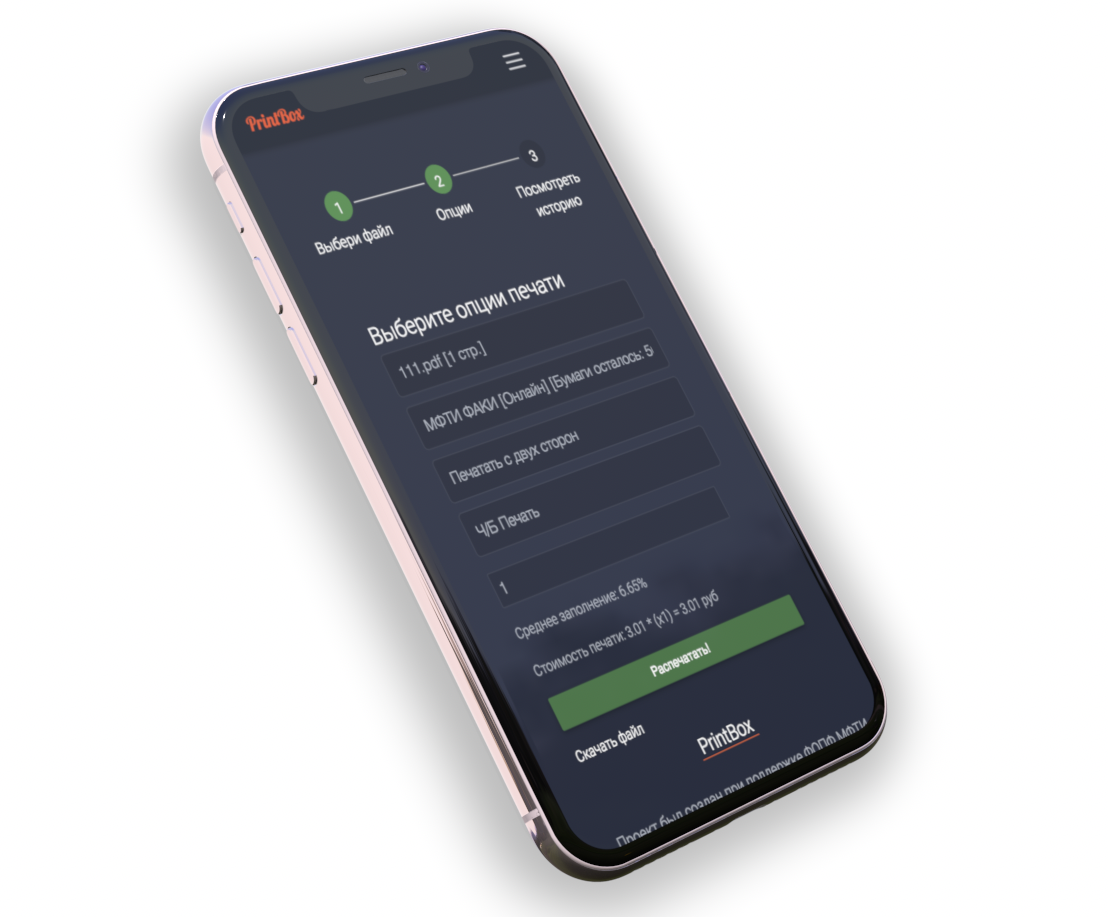 PrintBox
1
2
3
Выбери файл
Опции
Посмотреть
историю
Выберите опции печати
111.pdf [1 стр.]
МФТИ ФАКИ [Онлайн] [Бумаги осталось: 5
Печатать с двух сторон
Ч/Б Печать
1
Среднее заполнение: 6.65%
Стоимость печати: 3.01 * (x1) = 3.01 руб
Распечатать!
Скачать файл
PrintBox
Проект был создан при поддержке ФОПФ МФТИ